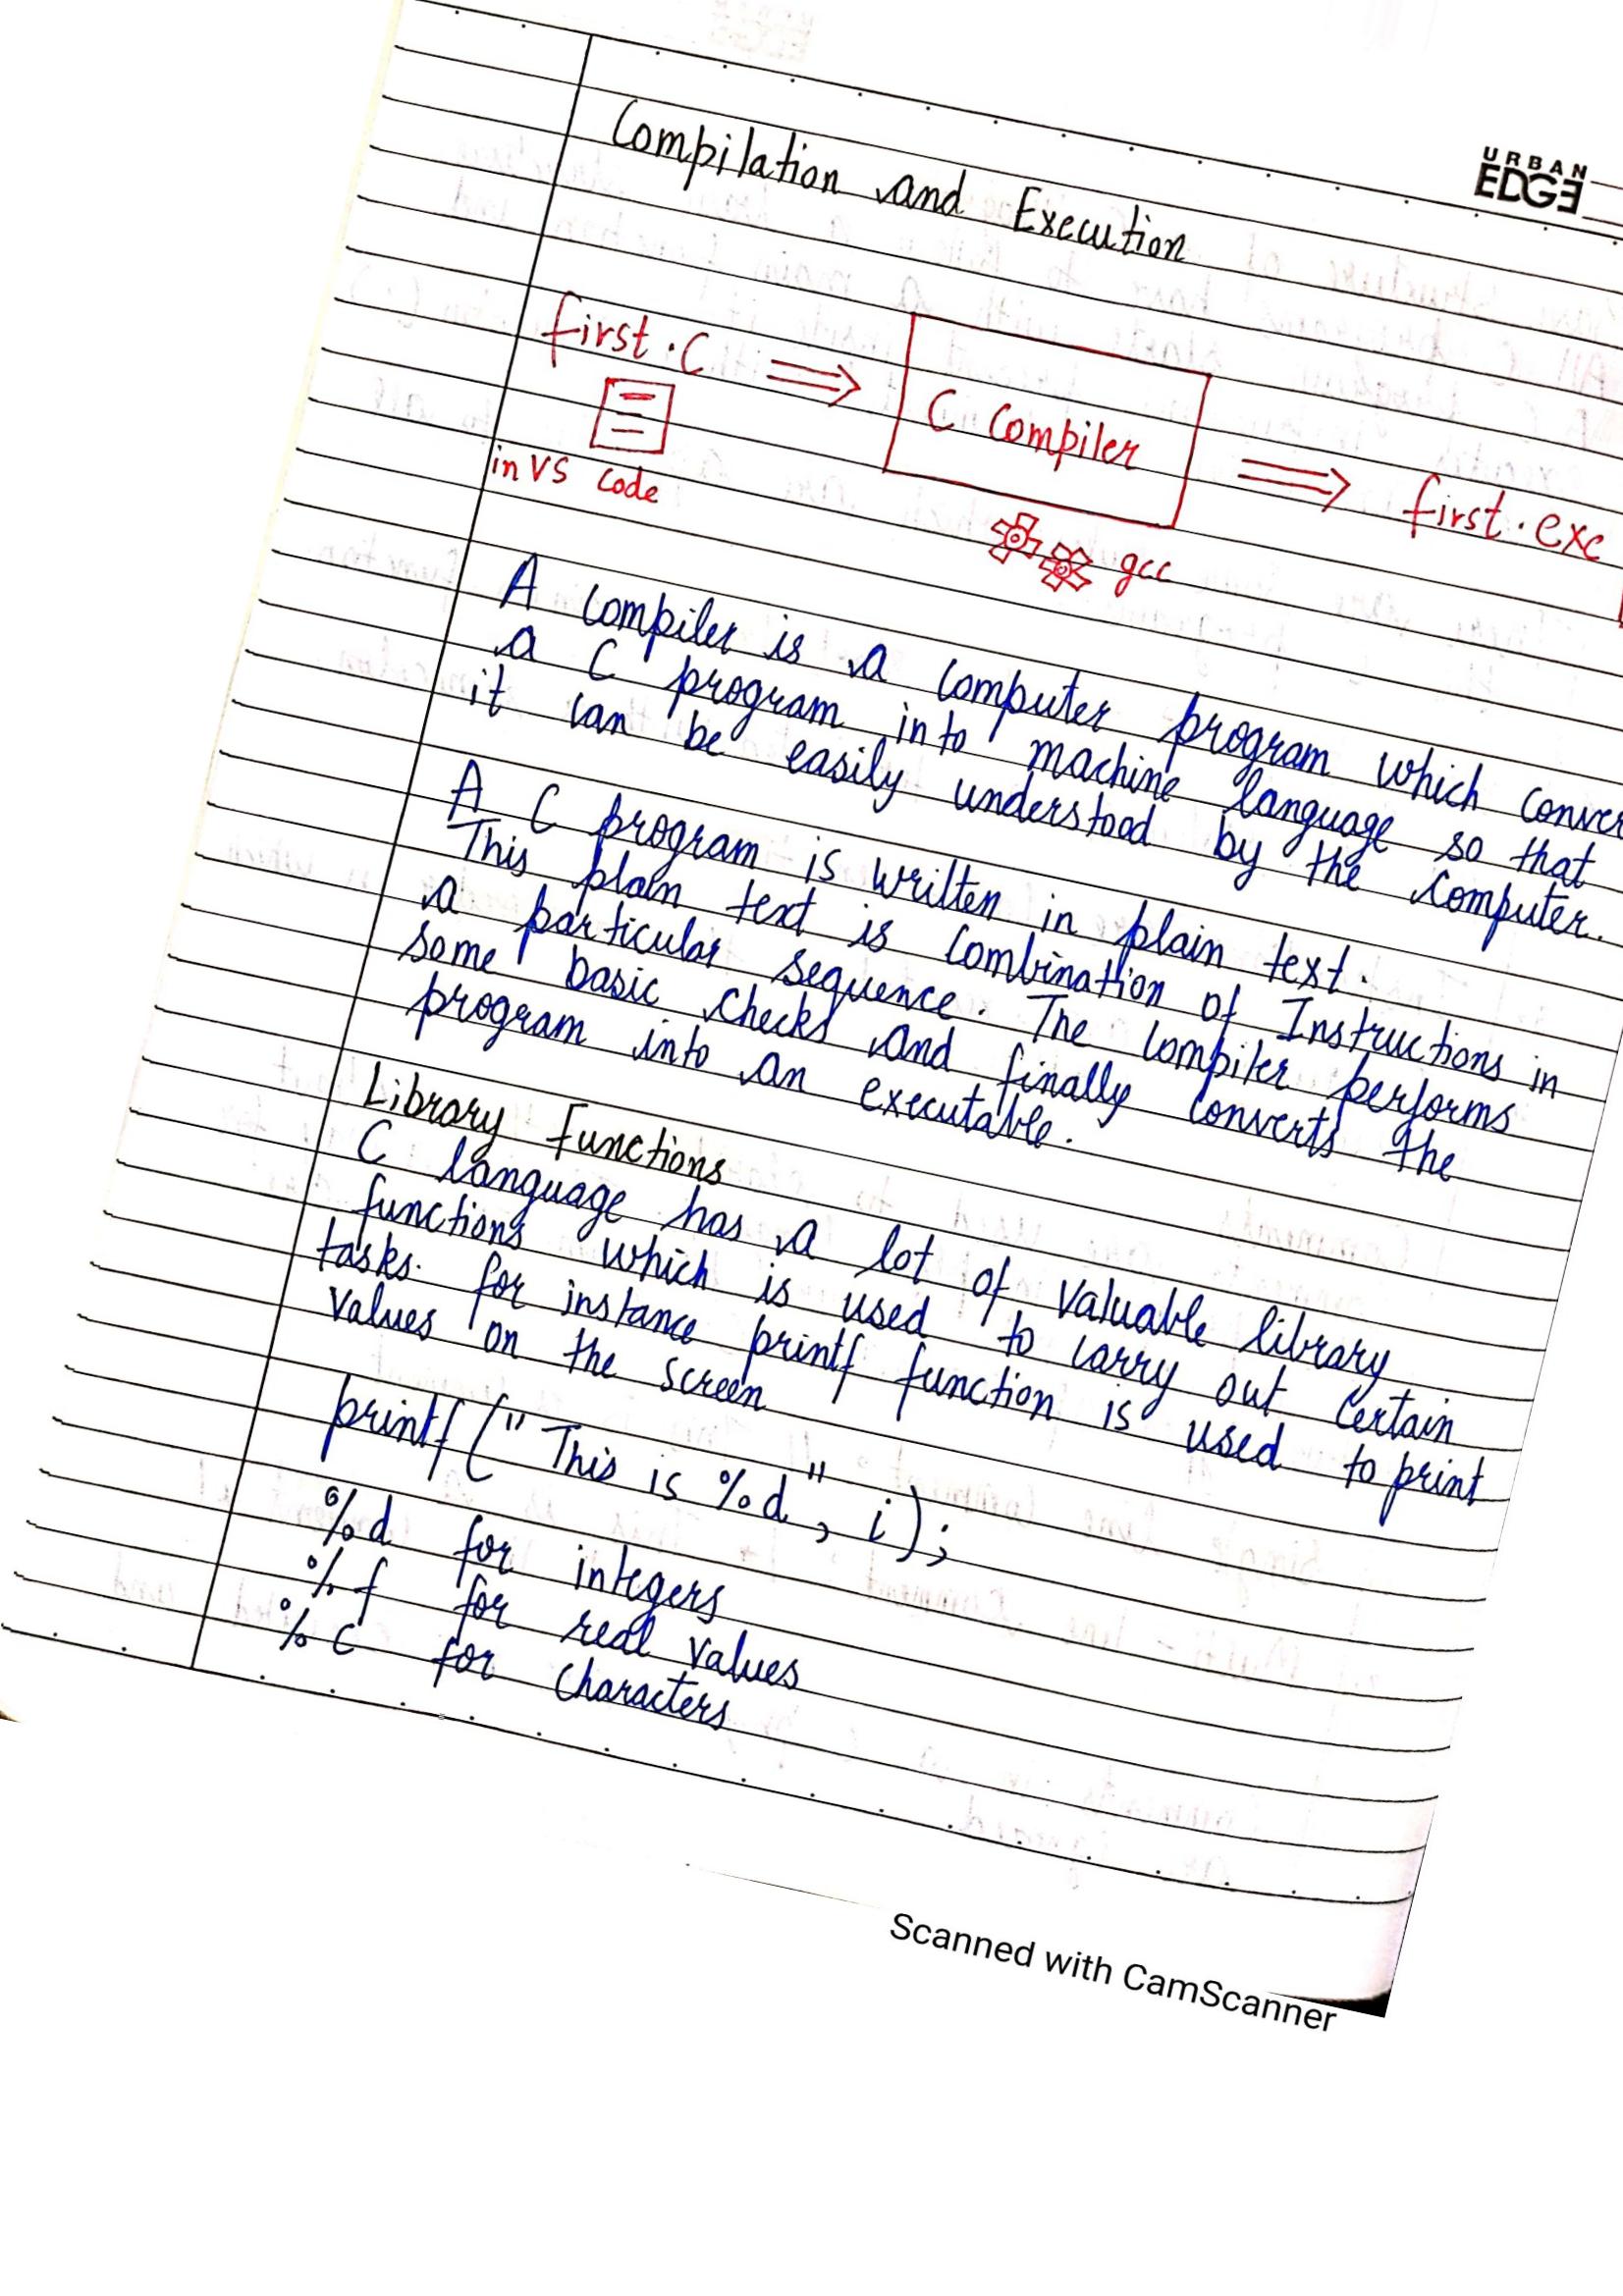 URBAN
EDGE
Compilation and Execution
first.C ⟹ C Compiler ⟹ first.exe
in VS Code
gcc
A Compiler is a computer program which conver
a C program into machine language so that
it can be easily understood by the computer.
A C program is written in plain text.
This plain text is Combination of Instructions in
a particular sequence. The Compiler performs
some basic checks and finally converts the
program into an executable.
Library Functions
C language has a lot of Valuable library
functions which is used to carry out Certain
tasks. for instance printf function is used to print
Values on the screen
printf ("This is %d", i);
%d for integers
%f for real values
%c for Characters
Scanned with CamScanner